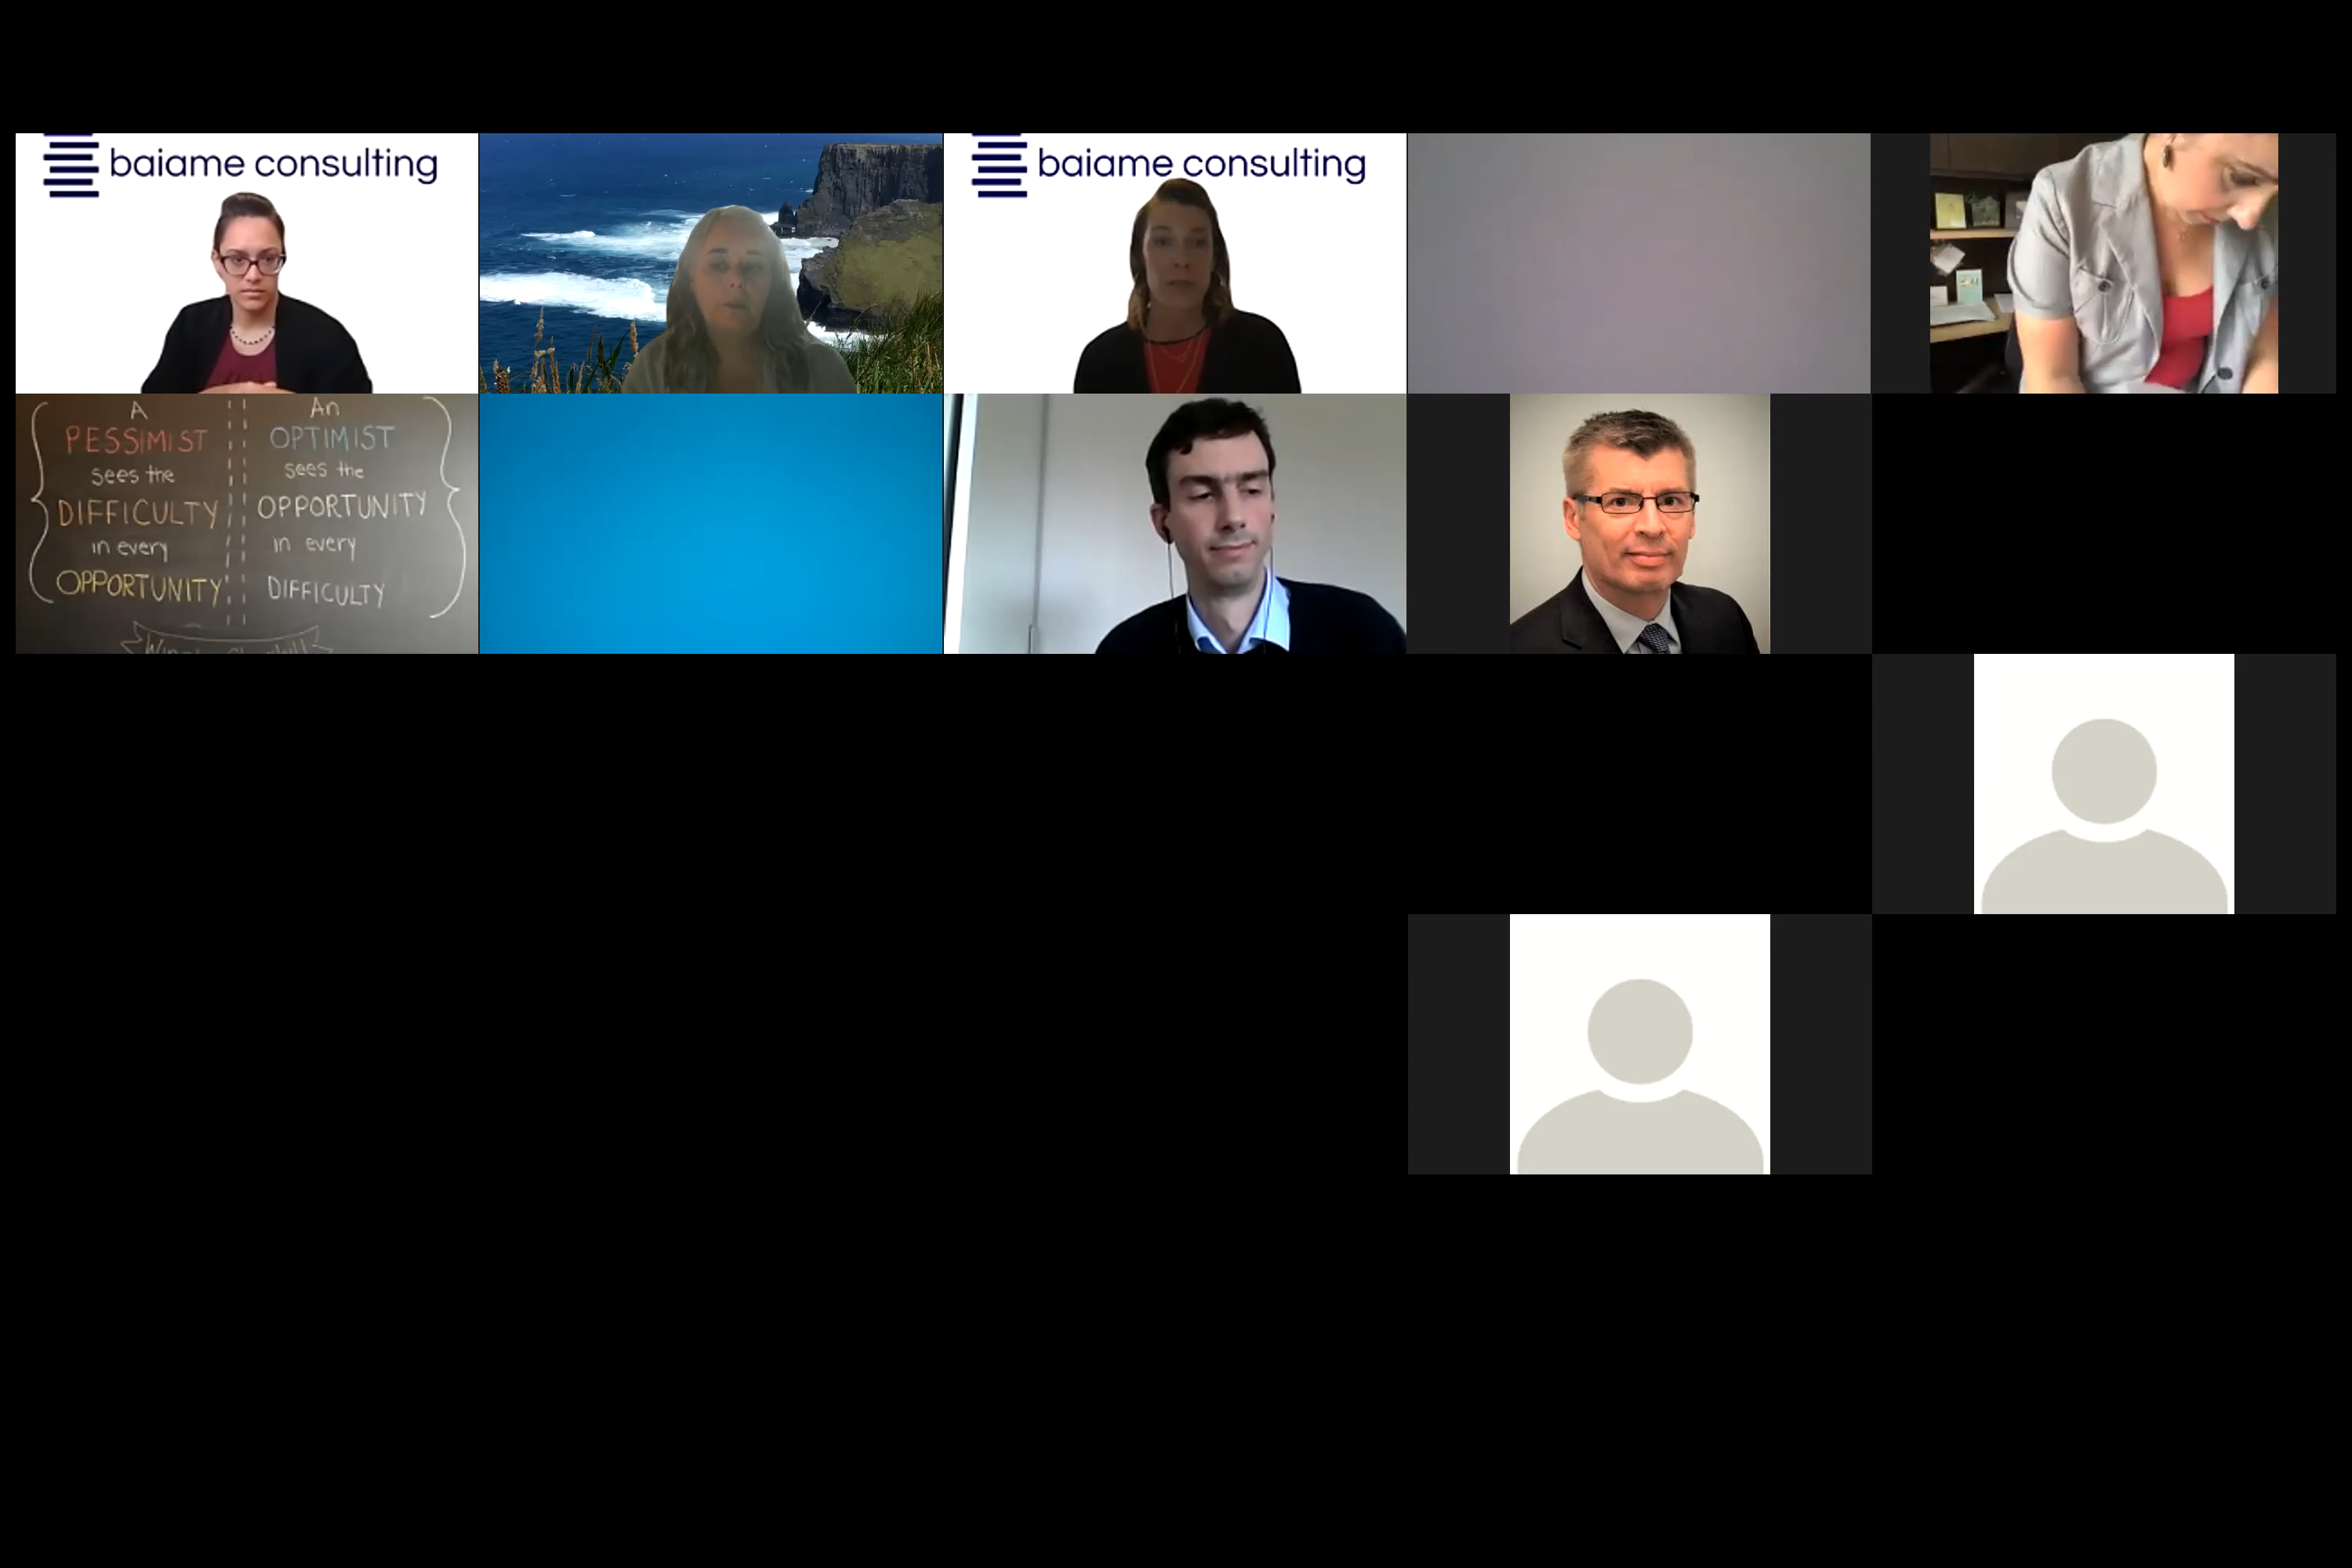 baiame consulting
baiame consulting
A
PESSIMIST
sees the
DIFFICULTY
in every
OPPORTUNITY
An
OPTIMIST
sees the
OPPORTUNITY
in every
DIFFICULTY